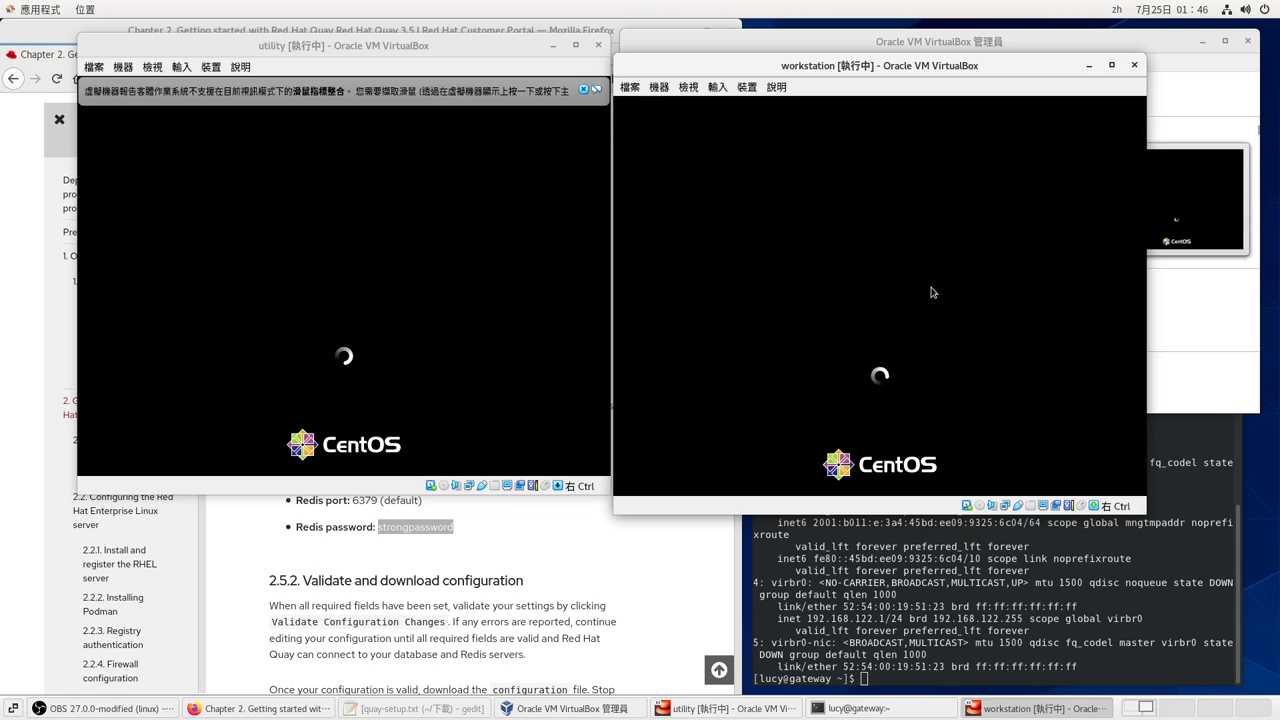 應用程式 位置 zh 7月25日 01：46
Chapter 2. Getting started with Red Hat Quay Red Hat Quay 3.5 | Red Hat Customer Portal — Mozilla Firefox
utility [執行中] - Oracle VM VirtualBox
檔案 機器 檢視 輸入 裝置 說明
虛擬機器報告客體作業系統不支援在目前視訊模式下的滑鼠指標整合。您需要擷取滑鼠 (透過在虛擬機器顯示上按一下或按下主
CentOS
右 Ctrl
Oracle VM VirtualBox 管理員
workstation [執行中] - Oracle VM VirtualBox
檔案 機器 檢視 輸入 裝置 說明
CentOS
右 Ctrl
CentOS
Chapter 2. Ge
Dep
pro
pro
Pre
1. O
1.
2. G
Hat
2
2.2. Configuring the Red
Hat Enterprise Linux
server
2.2.1. Install and
register the RHEL
server
2.2.2. Installing
Podman
2.2.3. Registry
authentication
2.2.4. Firewall
configuration
Redis port: 6379 (default)
Redis password: strongpassword
2.5.2. Validate and download configuration
When all required fields have been set, validate your settings by clicking
Validate Configuration Changes. If any errors are reported, continue
editing your configuration until all required fields are valid and Red Hat
Quay can connect to your database and Redis servers.
Once your configuration is valid, download the configuration file. Stop
fq_codel state
inet6 2001:b011:e:3a4:45bd:ee09:9325:6c04/64 scope global mngtmpaddr noprefi
xroute
valid_lft forever preferred_lft forever
inet6 fe80::45bd:ee09:9325:6c04/10 scope link noprefixroute
valid_lft forever preferred_lft forever
4: virbr0: <NO-CARRIER,BROADCAST,MULTICAST,UP> mtu 1500 qdisc noqueue state DOWN
group default qlen 1000
link/ether 52:54:00:19:51:23 brd ff:ff:ff:ff:ff:ff
inet 192.168.122.1/24 brd 192.168.122.255 scope global virbr0
valid_lft forever preferred_lft forever
5: virbr0-nic: <BROADCAST,MULTICAST> mtu 1500 qdisc fq_codel master virbr0 state
DOWN group default qlen 1000
link/ether 52:54:00:19:51:23 brd ff:ff:ff:ff:ff:ff
[lucy@gateway ~]$
OBS 27.0.0-modified (linux) - ... Chapter 2. Getting started wit... [quay-setup.txt (~/下載) - gedit] Oracle VM VirtualBox 管理員 utility [執行中] - Oracle VM Vi... lucy@gateway:~ workstation [執行中] - Oracle...